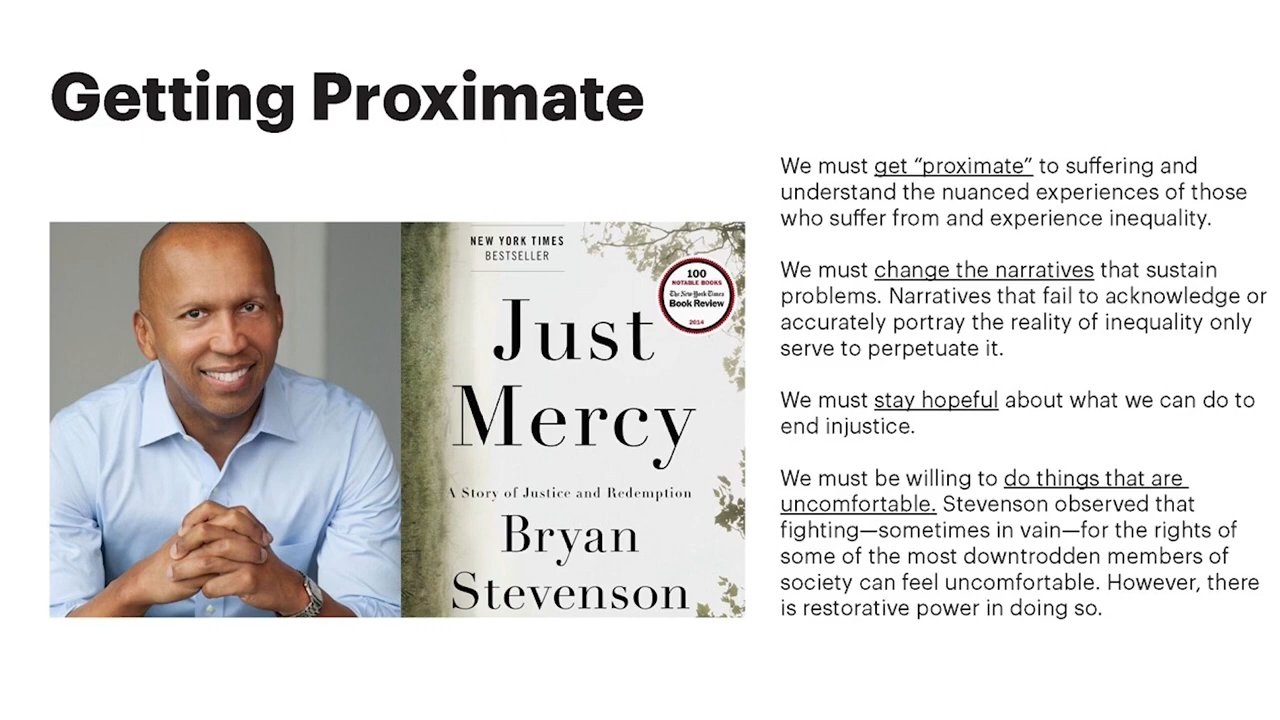 Getting Proximate
NEW YORK TIMES
BESTSELLER
100
NOTABLE BOOKS
The New York Times
Book Review
2014
Just
Mercy
A Story of Justice and Redemption
Bryan
Stevenson
We must get “proximate” to suffering and
understand the nuanced experiences of those
who suffer from and experience inequality.
We must change the narratives that sustain
problems. Narratives that fail to acknowledge or
accurately portray the reality of inequality only
serve to perpetuate it.
We must stay hopeful about what we can do to
end injustice.
We must be willing to do things that are
uncomfortable. Stevenson observed that
fighting—sometimes in vain—for the rights of
some of the most downtrodden members of
society can feel uncomfortable. However, there
is restorative power in doing so.